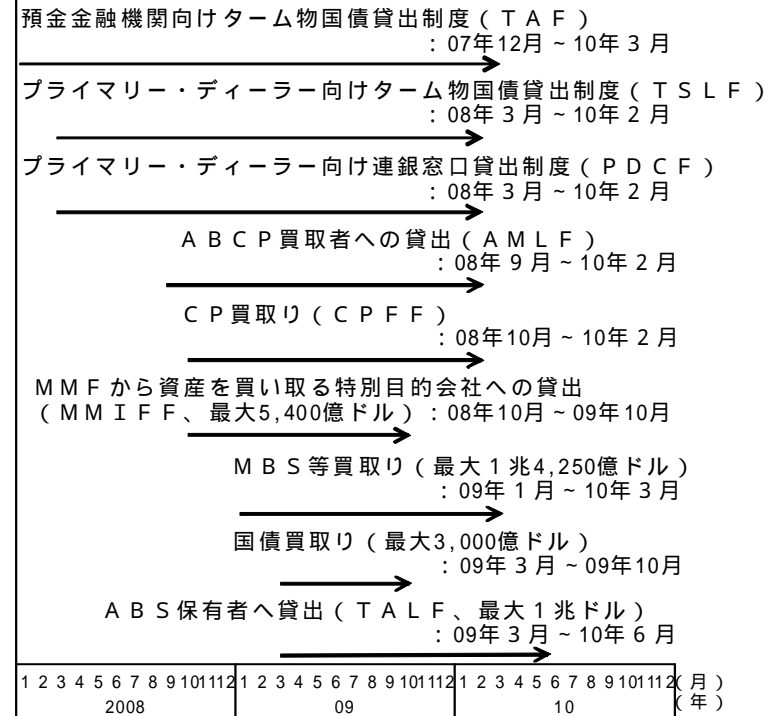 預金金融機関向けターム物国債貸出制度(TAF)
:07年12月~10年3月
プライマリー・ディーラー向けターム物国債貸出制度(TSLF)
:08年3月~10年2月
プライマリー・ディーラー向け連銀窓口貸出制度(PDCF)
:08年3月~10年2月
ABCP買取者への貸出(AMLF)
:08年9月~10年2月
CP買取り(CPFF)
:08年10月~10年2月
MMFから資産を買い取る特別目的会社への貸出
(MMIFF、最大5,400億ドル):08年10月~09年10月
MBS等買取り(最大1兆4,250億ドル)
:09年1月~10年3月
国債買取り(最大3,000億ドル)
:09年3月~09年10月
ABS保有者へ貸出(TALF、最大1兆ドル)
:09年3月~10年6月
1 2 3 4 5 6 7 8 9 10 11 12 1 2 3 4 5 6 7 8 9 10 11 12 1 2 3 4 5 6 7 8 9 10 11 12 (月)
2008 09 10 (年)